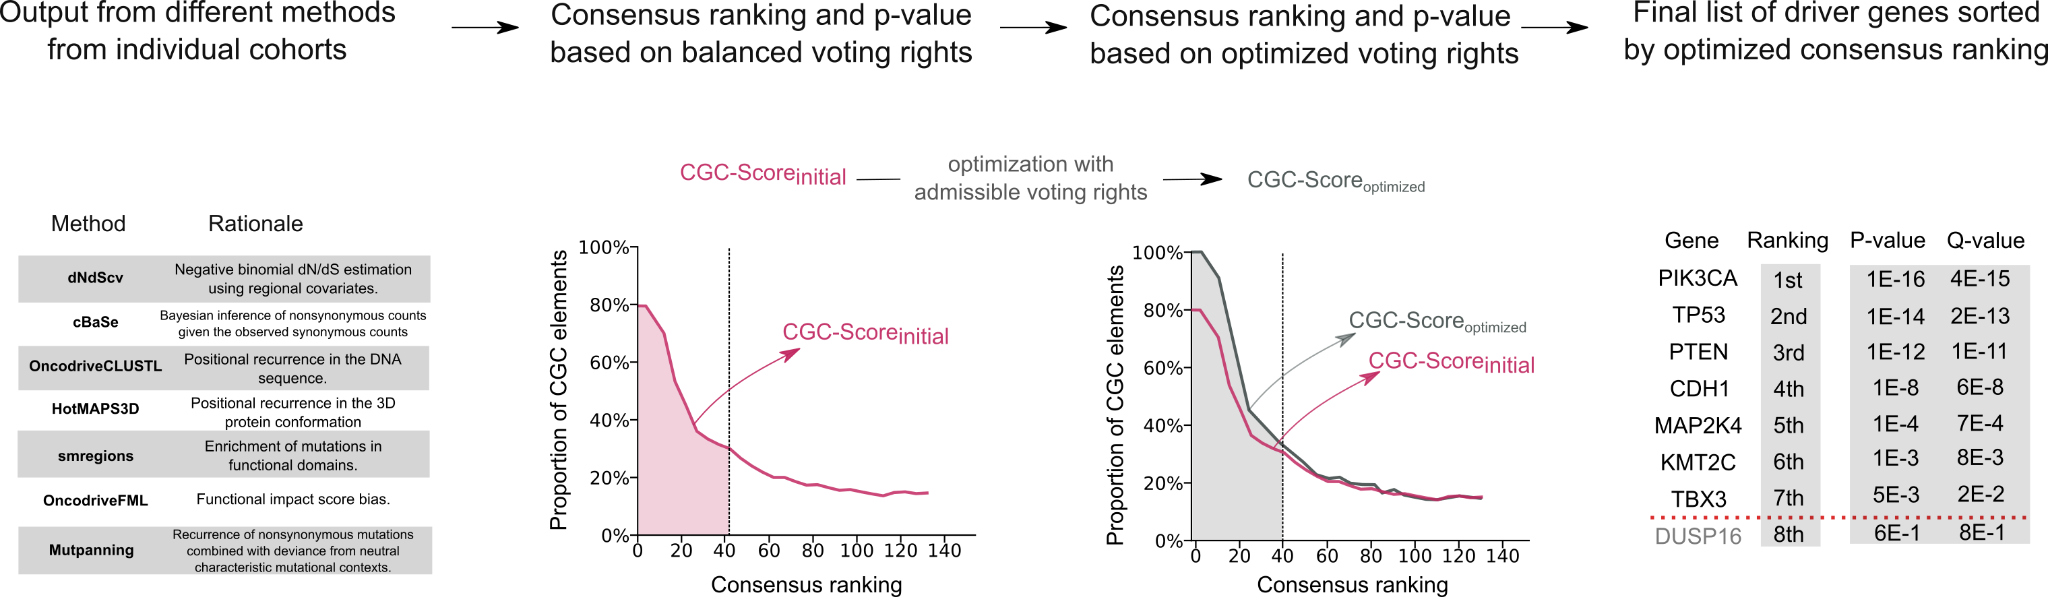 Output from different methods
from individual cohorts
Consensus ranking and p-value
based on balanced voting rights
Consensus ranking and p-value
based on optimized voting rights
Final list of driver genes sorted
by optimized consensus ranking
CGC-Scoreinitial
optimization with
admissible voting rights
CGC-Scoreoptimized
Method Rationale
dNdScv
Negative binomial dN/dS estimation
using regional covariates.
cBaSe
Bayesian inference of nonsynonymous counts
given the observed synonymous counts
OncodriveCLUSTL
Positional recurrence in the DNA
sequence.
HotMAPS3D
Positional recurrence in the 3D
protein conformation
smregions
Enrichment of mutations in
functional domains.
OncodriveFML
Functional impact score bias.
Mutpanning
Recurrence of nonsynonymous mutations
combined with deviance from neutral
characteristic mutational contexts.
Proportion of CGC elements
100%
80%
60%
40%
20%
0%
0 20 40 60 80 100 120 140
Consensus ranking
CGC-Scoreinitial
Proportion of CGC elements
100%
80%
60%
40%
20%
0%
0 20 40 60 80 100 120 140
Consensus ranking
CGC-Scoreoptimized
CGC-Scoreinitial
Gene Ranking P-value Q-value
PIK3CA 1st 1E-16 4E-15
TP53 2nd 1E-14 2E-13
PTEN 3rd 1E-12 1E-11
CDH1 4th 1E-8 6E-8
MAP2K4 5th 1E-4 7E-4
KMT2C 6th 1E-3 8E-3
TBX3 7th 5E-3 2E-2
DUSP16 8th 6E-1 8E-1